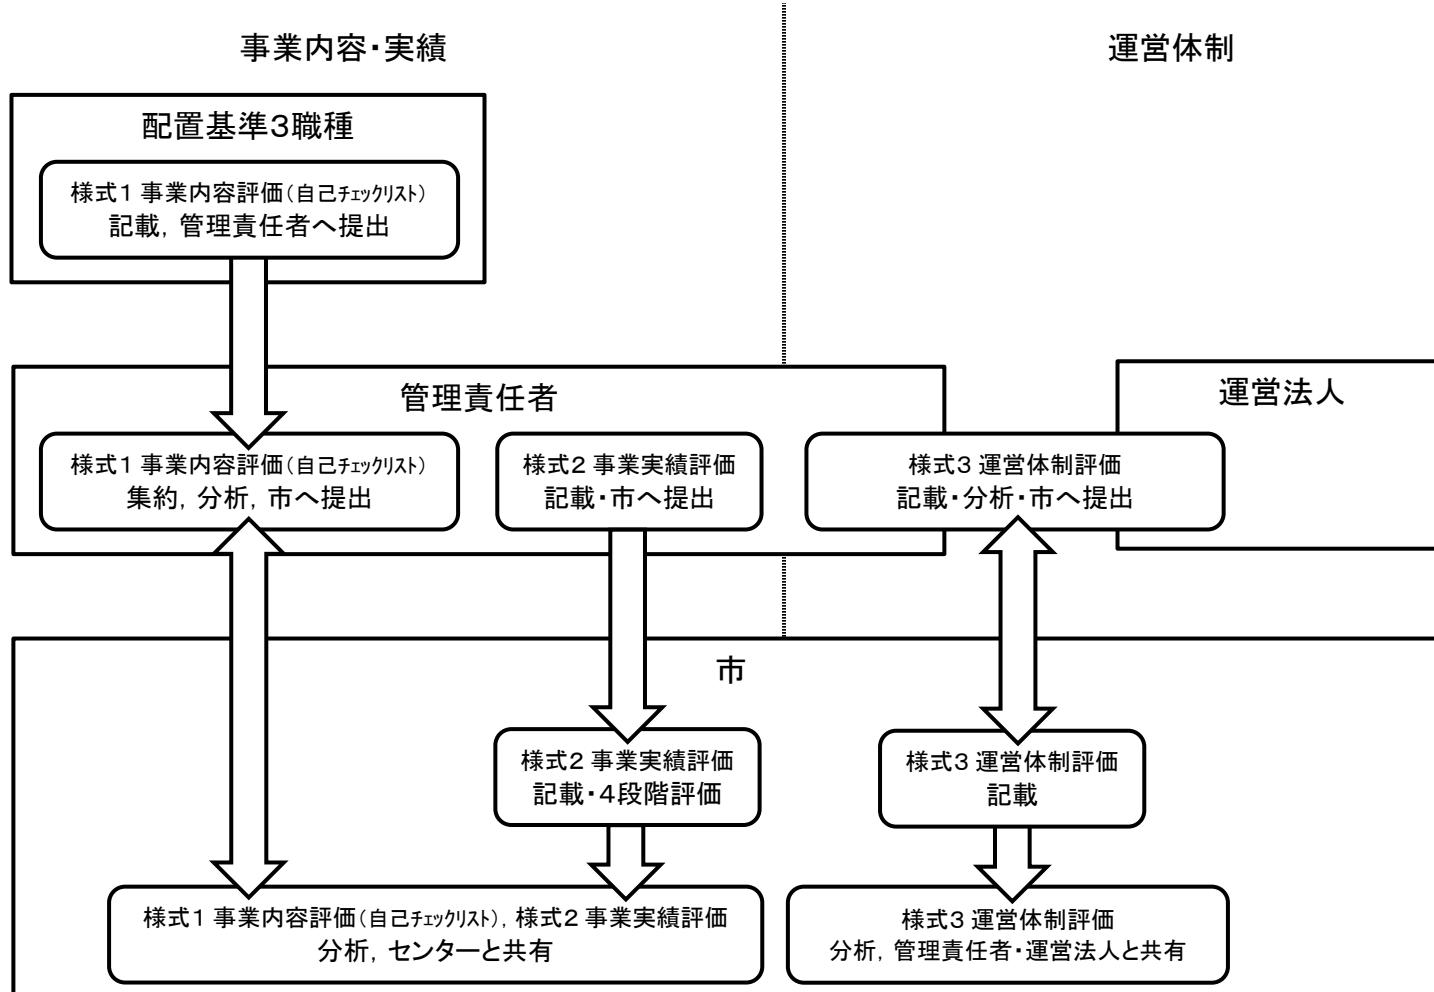 事業内容・実績
運営体制
配置基準3職種
様式1 事業内容評価(自己ﾁｪｯｸﾘｽﾄ)
記載, 管理責任者へ提出
管理責任者
運営法人
様式1 事業内容評価(自己ﾁｪｯｸﾘｽﾄ)
集約, 分析, 市へ提出
様式2 事業実績評価
記載・市へ提出
様式3 運営体制評価
記載・分析・市へ提出
市
様式2 事業実績評価
記載・4段階評価
様式3 運営体制評価
記載
様式1 事業内容評価(自己ﾁｪｯｸﾘｽﾄ), 様式2 事業実績評価
分析, センターと共有
様式3 運営体制評価
分析, 管理責任者・運営法人と共有